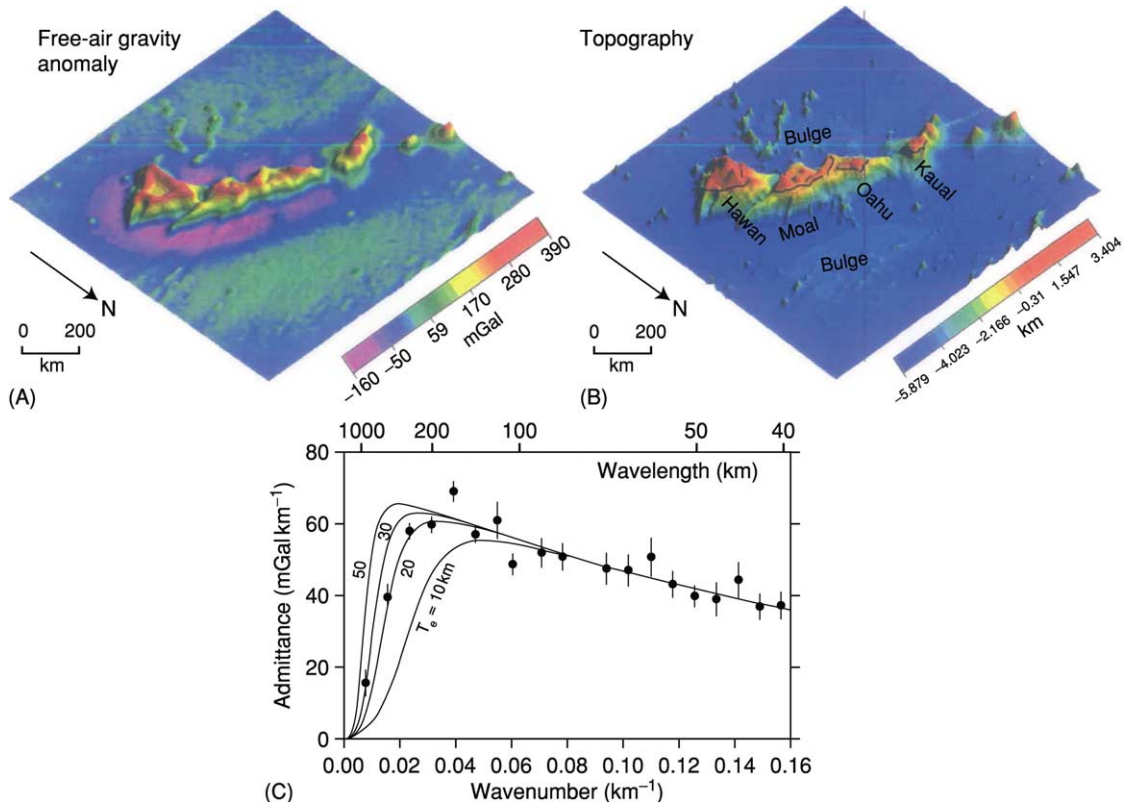 Free-air gravity
anomaly
N
0 200
km
390
280
170
59
−50
−160
mGal
(A)
Topography
Bulge
Kaual
Oahu
Hawan
Moal
Bulge
N
0 200
km
3.404
1.547
−0.31
−2.166
−4.023
−5.879
km
(B)
1000 200 100 50 40
Wavelength (km)
80
60
40
20
0
Admittance (mGal km−1)
50
30
20
Te = 10 km
0.00 0.02 0.04 0.06 0.08 0.10 0.12 0.14 0.16
Wavenumber (km−1)
(C)